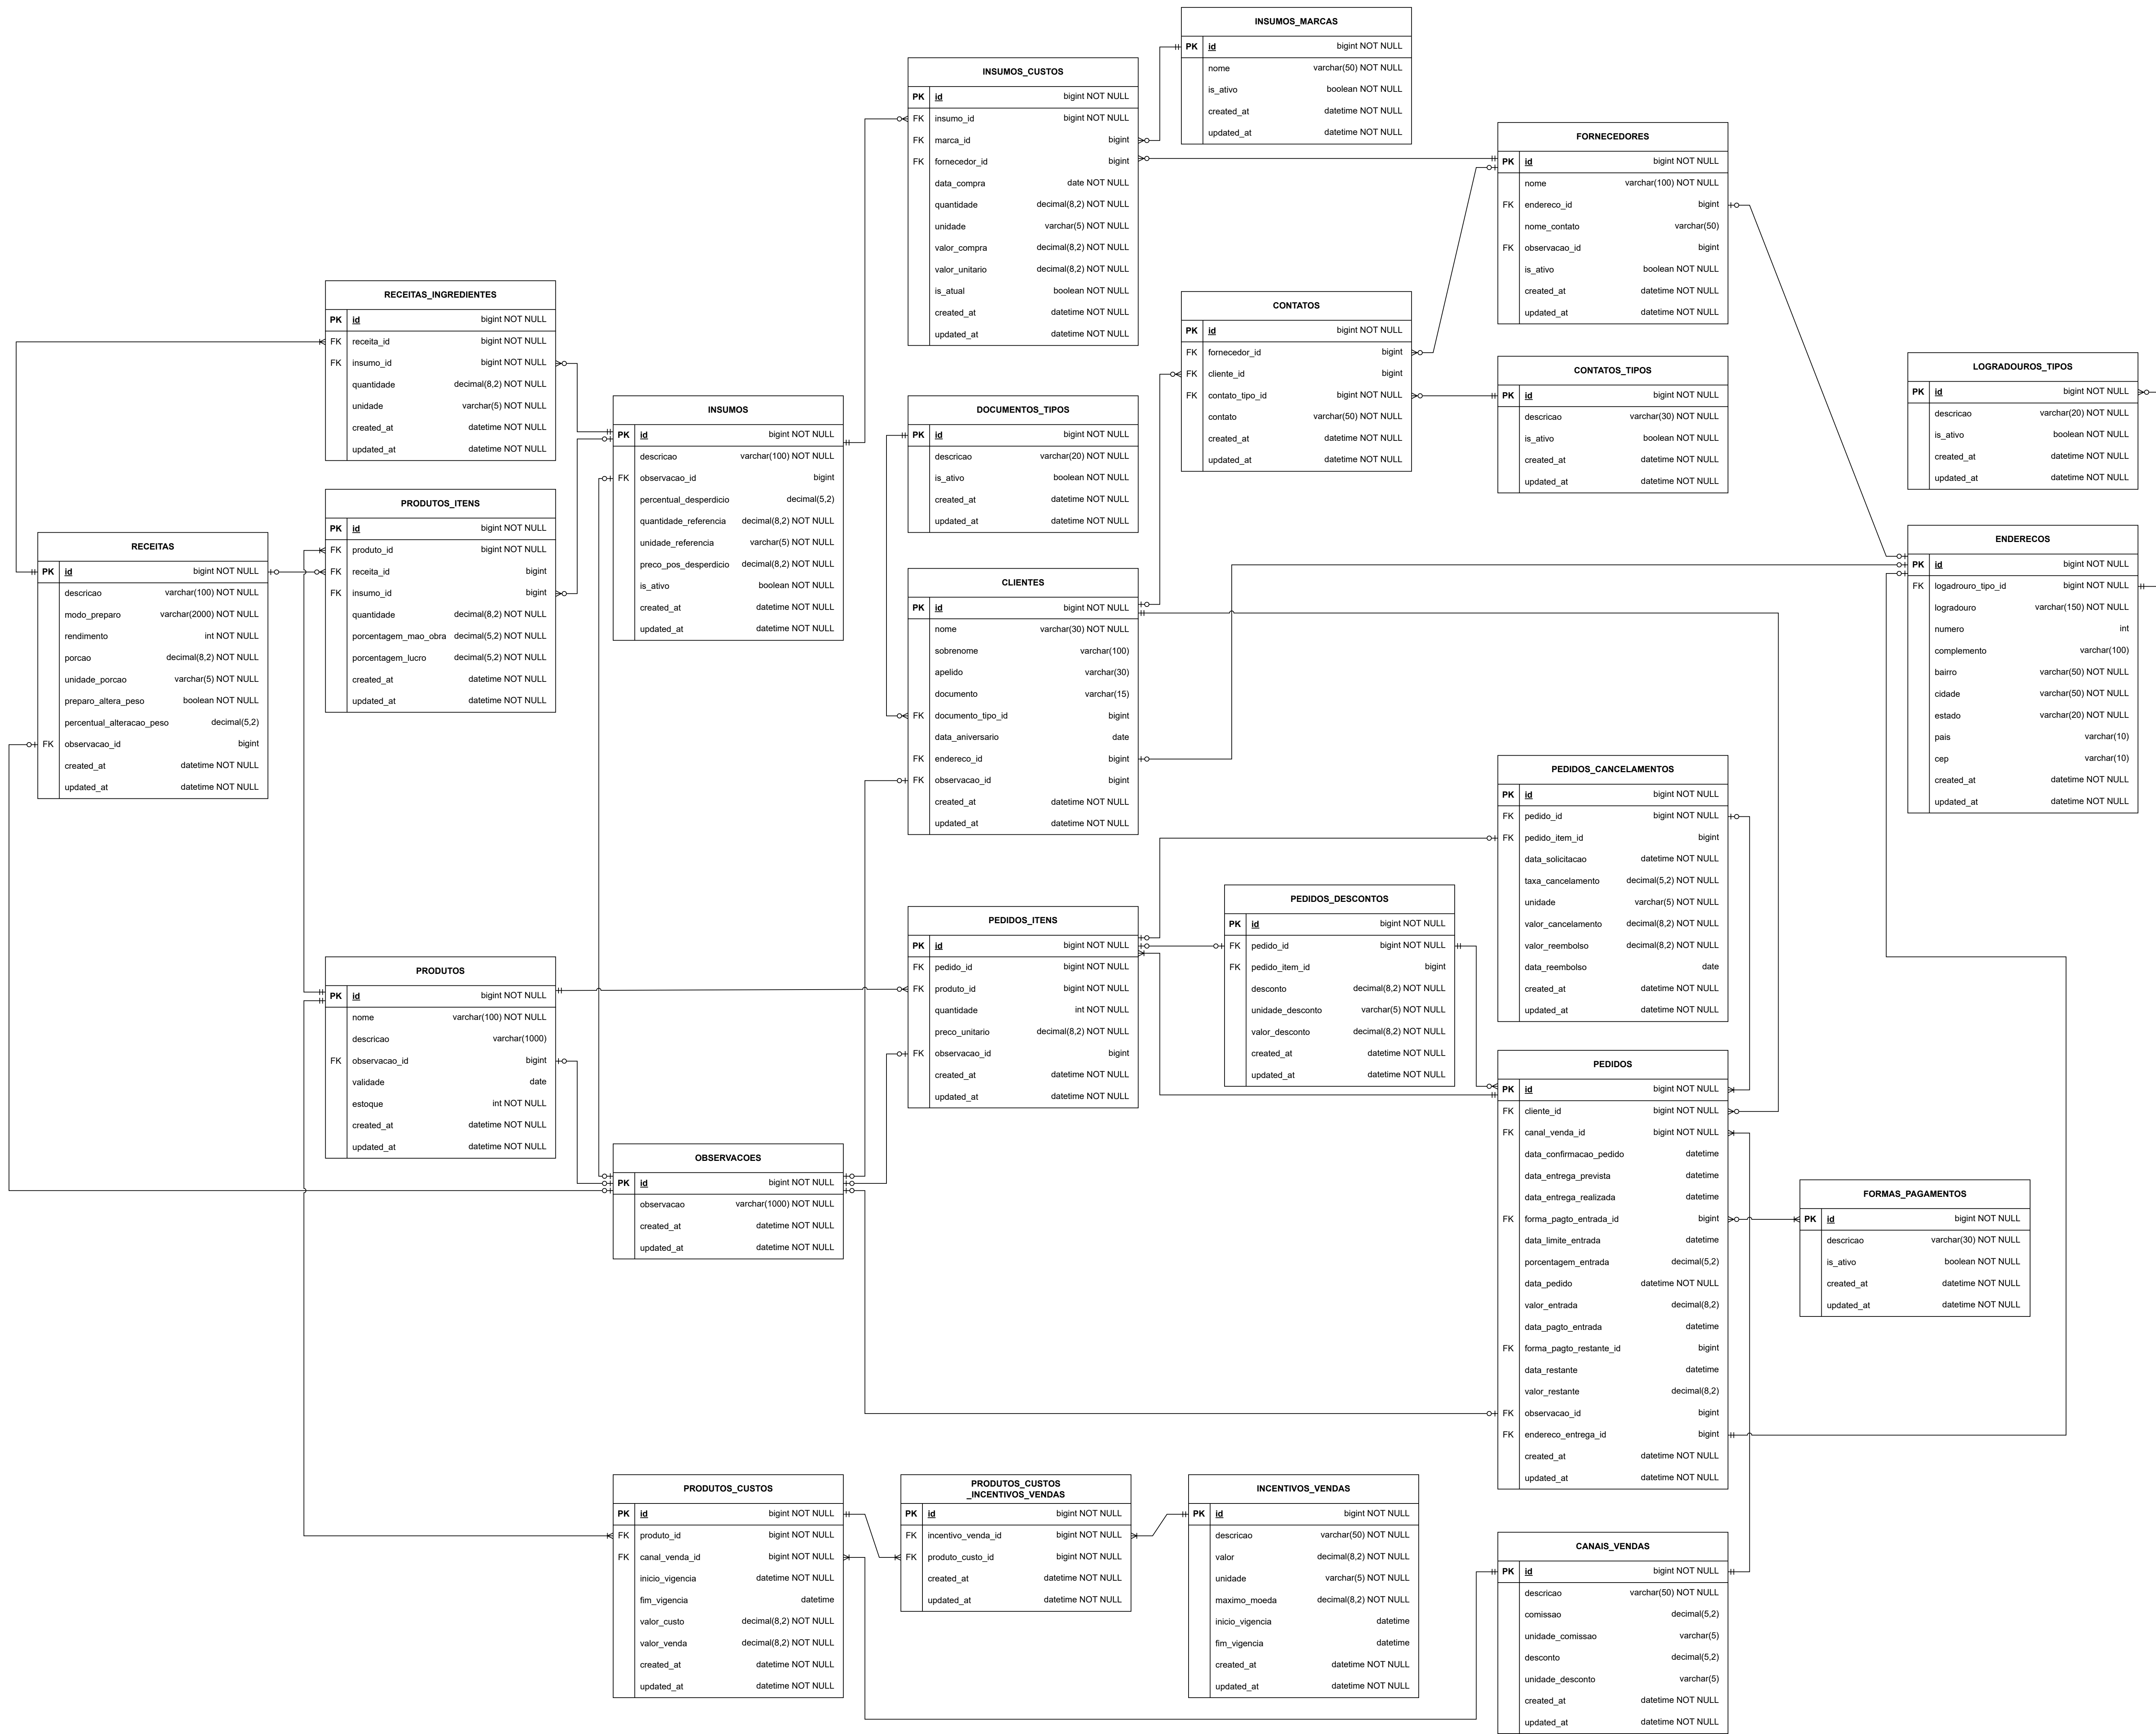 INSUMOS_MARCAS
PK id bigint NOT NULL
nome varchar(50) NOT NULL
is_ativo boolean NOT NULL
created_at datetime NOT NULL
updated_at datetime NOT NULL
INSUMOS_CUSTOS
PK id bigint NOT NULL
FK insumo_id bigint NOT NULL
FK marca_id bigint
FK fornecedor_id bigint
data_compra date NOT NULL
quantidade decimal(8,2) NOT NULL
unidade varchar(5) NOT NULL
valor_compra decimal(8,2) NOT NULL
valor_unitario decimal(8,2) NOT NULL
is_atual boolean NOT NULL
created_at datetime NOT NULL
updated_at datetime NOT NULL
FORNECEDORES
PK id bigint NOT NULL
nome varchar(100) NOT NULL
FK endereco_id bigint
nome_contato varchar(50)
FK observacao_id bigint
is_ativo boolean NOT NULL
created_at datetime NOT NULL
updated_at datetime NOT NULL
RECEITAS_INGREDIENTES
PK id bigint NOT NULL
FK receita_id bigint NOT NULL
FK insumo_id bigint NOT NULL
quantidade decimal(8,2) NOT NULL
unidade varchar(5) NOT NULL
created_at datetime NOT NULL
updated_at datetime NOT NULL
CONTATOS
PK id bigint NOT NULL
FK fornecedor_id bigint
FK cliente_id bigint
FK contato_tipo_id bigint NOT NULL
contato varchar(50) NOT NULL
created_at datetime NOT NULL
updated_at datetime NOT NULL
CONTATOS_TIPOS
PK id bigint NOT NULL
descricao varchar(30) NOT NULL
is_ativo boolean NOT NULL
created_at datetime NOT NULL
updated_at datetime NOT NULL
LOGRADOUROS_TIPOS
PK id bigint NOT NULL
descricao varchar(20) NOT NULL
is_ativo boolean NOT NULL
created_at datetime NOT NULL
updated_at datetime NOT NULL
INSUMOS
PK id bigint NOT NULL
descricao varchar(100) NOT NULL
FK observacao_id bigint
percentual_desperdicio decimal(5,2)
quantidade_referencia decimal(8,2) NOT NULL
unidade_referencia varchar(5) NOT NULL
preco_pos_desperdicio decimal(8,2) NOT NULL
is_ativo boolean NOT NULL
created_at datetime NOT NULL
updated_at datetime NOT NULL
DOCUMENTOS_TIPOS
PK id bigint NOT NULL
descricao varchar(20) NOT NULL
is_ativo boolean NOT NULL
created_at datetime NOT NULL
updated_at datetime NOT NULL
PRODUTOS_ITENS
PK id bigint NOT NULL
FK produto_id bigint NOT NULL
FK receita_id bigint
FK insumo_id bigint
quantidade decimal(8,2) NOT NULL
porcentagem_mao_obra decimal(5,2) NOT NULL
porcentagem_lucro decimal(5,2) NOT NULL
created_at datetime NOT NULL
updated_at datetime NOT NULL
RECEITAS
PK id bigint NOT NULL
descricao varchar(100) NOT NULL
modo_preparo varchar(2000) NOT NULL
rendimento int NOT NULL
porcao decimal(8,2) NOT NULL
unidade_porcao varchar(5) NOT NULL
preparo_altera_peso boolean NOT NULL
percentual_alteracao_peso decimal(5,2)
FK observacao_id bigint
created_at datetime NOT NULL
updated_at datetime NOT NULL
ENDERECOS
PK id bigint NOT NULL
FK logadrouro_tipo_id bigint NOT NULL
logradouro varchar(150) NOT NULL
numero int
complemento varchar(100)
bairro varchar(50) NOT NULL
cidade varchar(50) NOT NULL
estado varchar(20) NOT NULL
pais varchar(10)
cep varchar(10)
created_at datetime NOT NULL
updated_at datetime NOT NULL
CLIENTES
PK id bigint NOT NULL
nome varchar(30) NOT NULL
sobrenome varchar(100)
apelido varchar(30)
documento varchar(15)
FK documento_tipo_id bigint
data_aniversario date
FK endereco_id bigint
FK observacao_id bigint
created_at datetime NOT NULL
updated_at datetime NOT NULL
PEDIDOS_CANCELAMENTOS
PK id bigint NOT NULL
FK pedido_id bigint NOT NULL
FK pedido_item_id bigint
data_solicitacao datetime NOT NULL
taxa_cancelamento decimal(5,2) NOT NULL
unidade varchar(5) NOT NULL
valor_cancelamento decimal(8,2) NOT NULL
valor_reembolso decimal(8,2) NOT NULL
data_reembolso date
created_at datetime NOT NULL
updated_at datetime NOT NULL
PEDIDOS_DESCONTOS
PK id bigint NOT NULL
FK pedido_id bigint NOT NULL
FK pedido_item_id bigint
desconto decimal(8,2) NOT NULL
unidade_desconto varchar(5) NOT NULL
valor_desconto decimal(8,2) NOT NULL
created_at datetime NOT NULL
updated_at datetime NOT NULL
PEDIDOS_ITENS
PK id bigint NOT NULL
FK pedido_id bigint NOT NULL
FK produto_id bigint NOT NULL
quantidade int NOT NULL
preco_unitario decimal(8,2) NOT NULL
FK observacao_id bigint
created_at datetime NOT NULL
updated_at datetime NOT NULL
PRODUTOS
PK id bigint NOT NULL
nome varchar(100) NOT NULL
descricao varchar(1000)
FK observacao_id bigint
validade date
estoque int NOT NULL
created_at datetime NOT NULL
updated_at datetime NOT NULL
PEDIDOS
PK id bigint NOT NULL
FK cliente_id bigint NOT NULL
FK canal_venda_id bigint NOT NULL
data_confirmacao_pedido datetime
data_entrega_prevista datetime
data_entrega_realizada datetime
FK forma_pagto_entrada_id bigint
data_limite_entrada datetime
porcentagem_entrada decimal(5,2)
data_pedido datetime NOT NULL
valor_entrada decimal(8,2)
data_pagto_entrada datetime
FK forma_pagto_restante_id bigint
data_restante datetime
valor_restante decimal(8,2)
FK observacao_id bigint
FK endereco_entrega_id bigint
created_at datetime NOT NULL
updated_at datetime NOT NULL
OBSERVACOES
PK id bigint NOT NULL
observacao varchar(1000) NOT NULL
created_at datetime NOT NULL
updated_at datetime NOT NULL
FORMAS_PAGAMENTOS
PK id bigint NOT NULL
descricao varchar(30) NOT NULL
is_ativo boolean NOT NULL
created_at datetime NOT NULL
updated_at datetime NOT NULL
PRODUTOS_CUSTOS
PK id bigint NOT NULL
FK produto_id bigint NOT NULL
FK canal_venda_id bigint NOT NULL
inicio_vigencia datetime NOT NULL
fim_vigencia datetime
valor_custo decimal(8,2) NOT NULL
valor_venda decimal(8,2) NOT NULL
created_at datetime NOT NULL
updated_at datetime NOT NULL
PRODUTOS_CUSTOS
_INCENTIVOS_VENDAS
PK id bigint NOT NULL
FK incentivo_venda_id bigint NOT NULL
FK produto_custo_id bigint NOT NULL
created_at datetime NOT NULL
updated_at datetime NOT NULL
INCENTIVOS_VENDAS
PK id bigint NOT NULL
descricao varchar(50) NOT NULL
valor decimal(8,2) NOT NULL
unidade varchar(5) NOT NULL
maximo_moeda decimal(8,2) NOT NULL
inicio_vigencia datetime
fim_vigencia datetime
created_at datetime NOT NULL
updated_at datetime NOT NULL
CANAIS_VENDAS
PK id bigint NOT NULL
descricao varchar(50) NOT NULL
comissao decimal(5,2)
unidade_comissao varchar(5)
desconto decimal(5,2)
unidade_desconto varchar(5)
created_at datetime NOT NULL
updated_at datetime NOT NULL